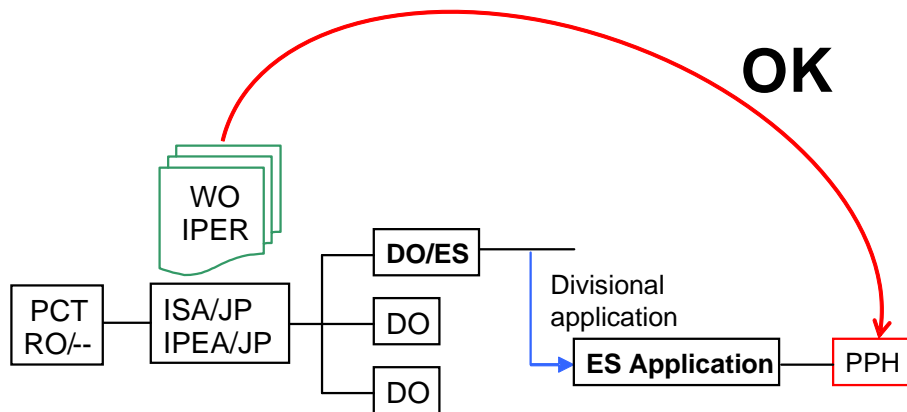 OK
WO
IPER
DO/ES
Divisional
application
PCT
RO/--
ISA/JP
IPEA/JP
DO
ES Application
PPH
DO